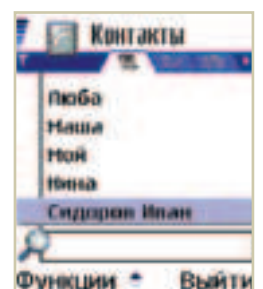 Контакты
Люба
Маша
Мой
Нина
Сидоров Иван
Функции Выйти